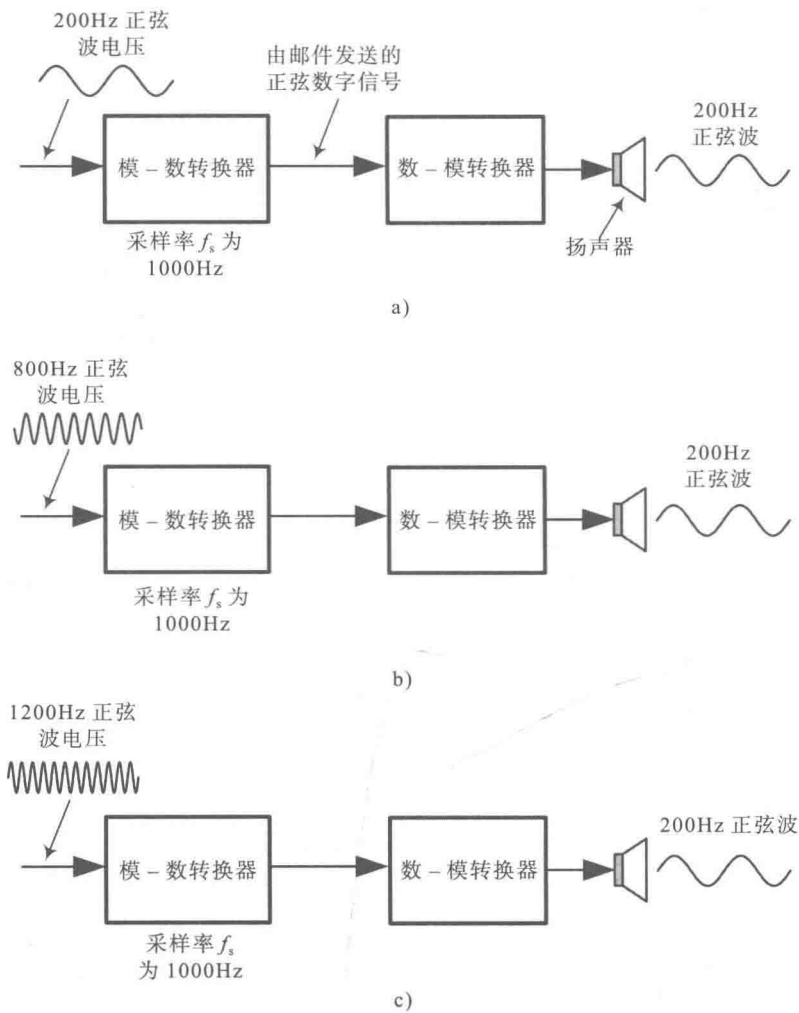 200Hz 正弦
波电压
由邮件发送的
正弦数字信号
200Hz
正弦波
模－数转换器
数－模转换器
采样率 fs 为
1000Hz
扬声器
a)
800Hz 正弦
波电压
200Hz
正弦波
模－数转换器
数－模转换器
采样率 fs 为
1000Hz
b)
1200Hz 正弦
波电压
200Hz 正弦波
模－数转换器
数－模转换器
采样率 fs
为 1000Hz
c)